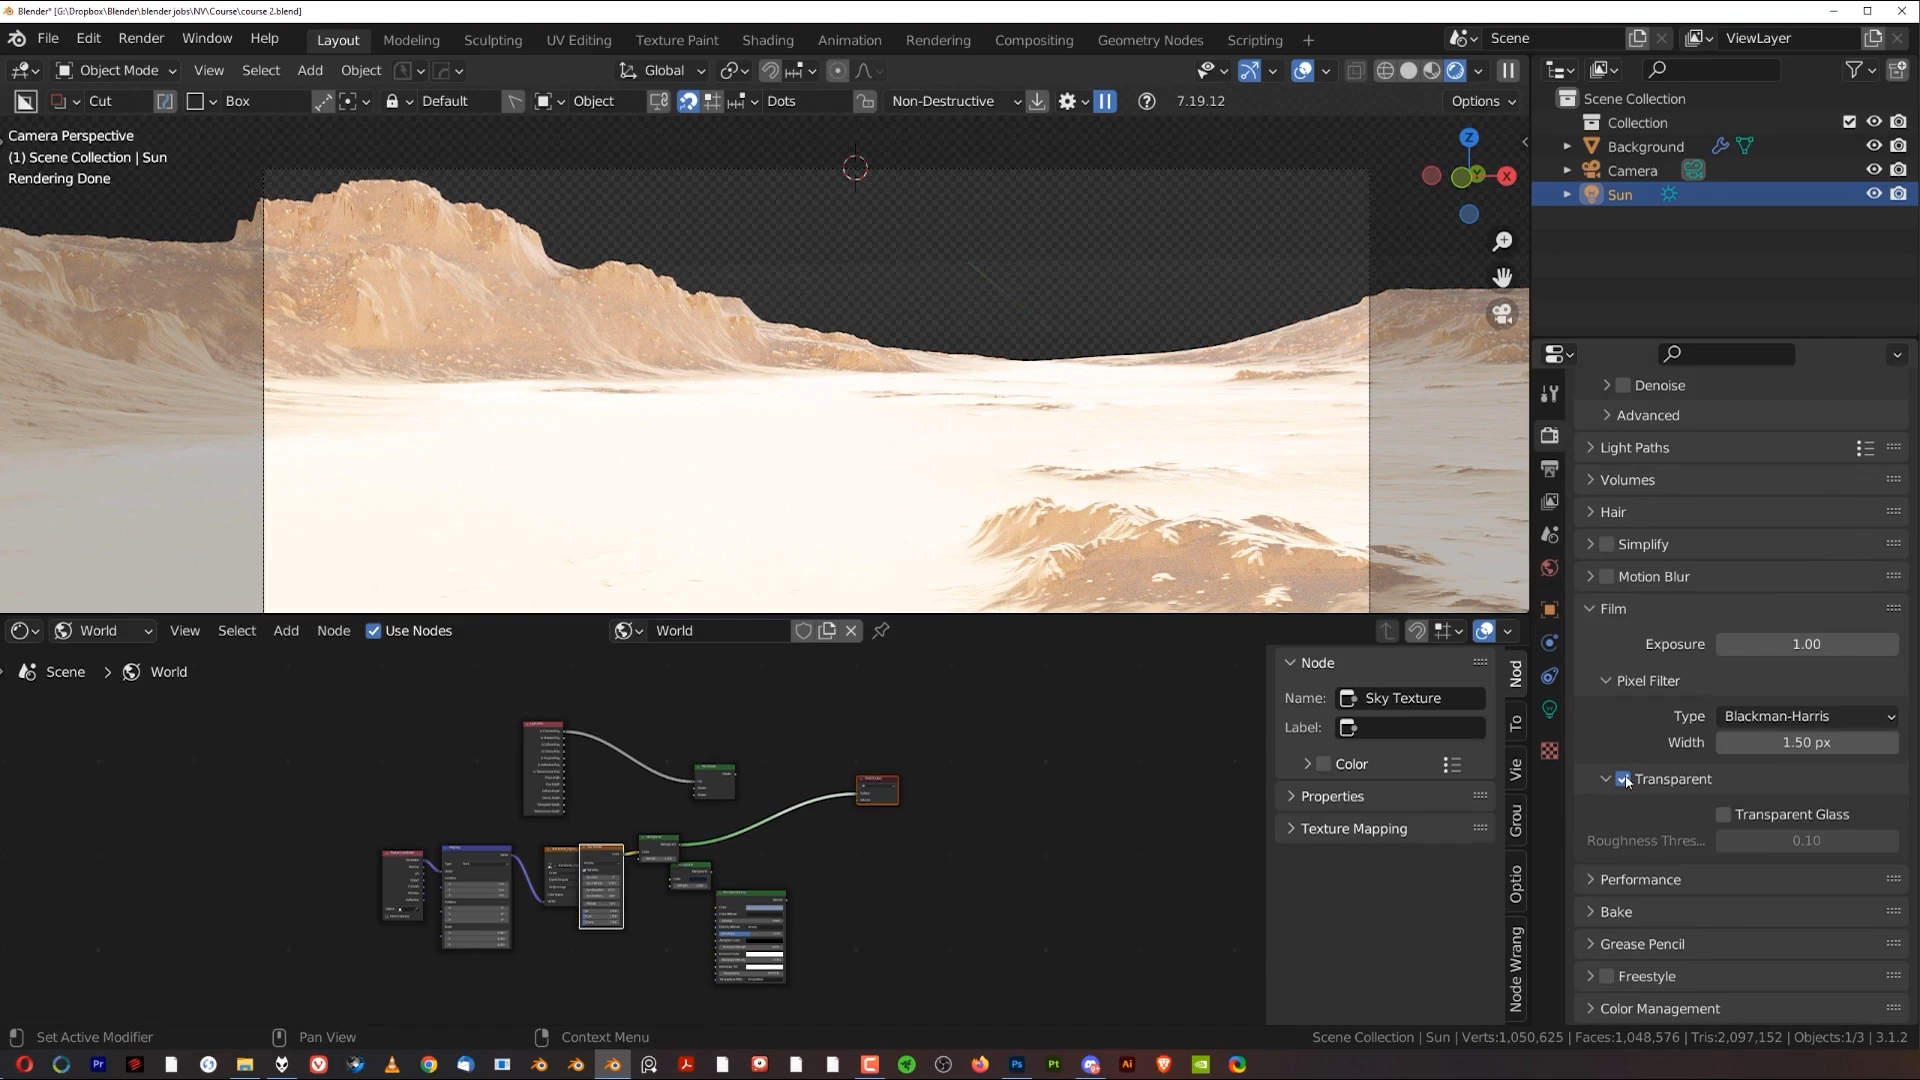 Blender* [G:\Dropbox\Blender\blender jobs\NV\Course\course 2.blend]
File Edit Render Window Help Layout Modeling Sculpting UV Editing Texture Paint Shading Animation Rendering Compositing Geometry Nodes Scripting + Scene ViewLayer
Object Mode View Select Add Object Global
Cut Box Default Object Dots Non-Destructive 7.19.12 Options
Camera Perspective
(1) Scene Collection | Sun
Rendering Done
Z
X
Y
Scene Collection
Collection
Background
Camera
Sun
Denoise
Advanced
Light Paths
Volumes
Hair
Simplify
Motion Blur
Film
Exposure 1.00
Pixel Filter
Type Blackman-Harris
Width 1.50 px
Transparent
Transparent Glass
Roughness Thres... 0.10
Performance
Bake
Grease Pencil
Freestyle
Color Management
World View Select Add Node Use Nodes World
Scene > World
Node
Name: Sky Texture
Label:
Color
Properties
Texture Mapping
Nod
To
Vie
Grou
Optio
Node Wrang
Set Active Modifier Pan View Context Menu Scene Collection | Sun | Verts:1,050,625 | Faces:1,048,576 | Tris:2,097,152 | Objects:1/3 | 3.1.2
Pr Ps Pt Ai